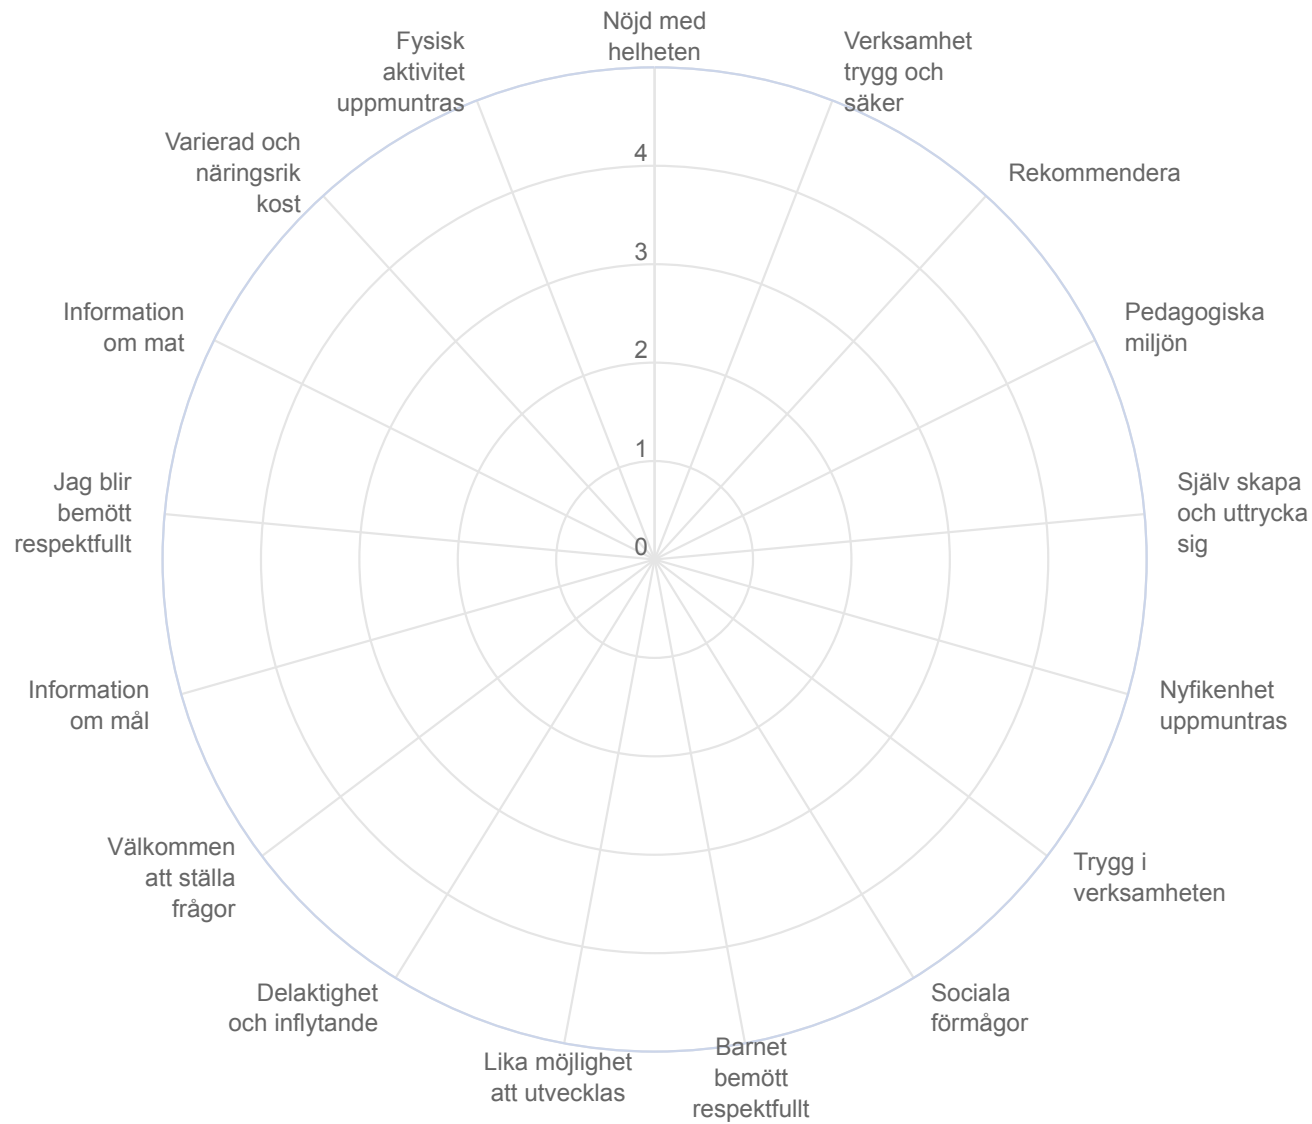 Nöjd med
helheten
Verksamhet
trygg och
säker
Rekommendera
Pedagogiska
miljön
Själv skapa
och uttrycka
sig
Nyfikenhet
uppmuntras
Trygg i
verksamheten
Sociala
förmågor
Barnet
bemött
respektfullt
Lika möjlighet
att utvecklas
Delaktighet
och inflytande
Välkommen
att ställa
frågor
Information
om mål
Jag blir
bemött
respektfullt
Information
om mat
Varierad och
näringsrik
kost
Fysisk
aktivitet
uppmuntras
4
3
2
1
0